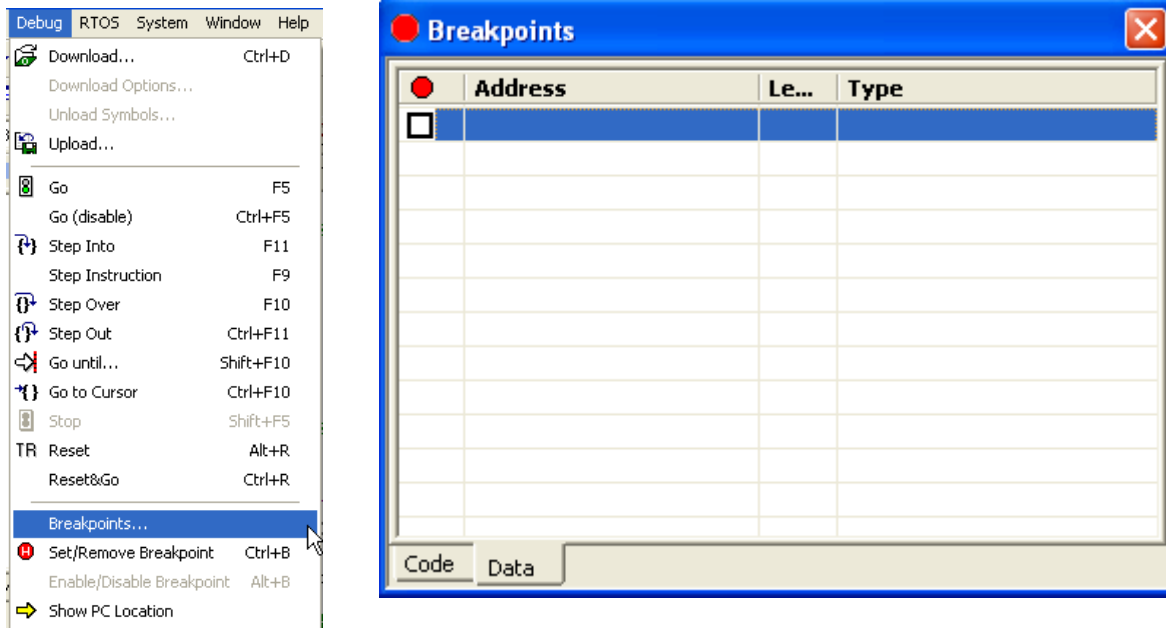 Debug RTOS System Window Help
Download... Ctrl+D
Download Options...
Unload Symbols...
Upload...
Go F5
Go (disable) Ctrl+F5
Step Into F11
Step Instruction F9
Step Over F10
Step Out Ctrl+F11
Go until... Shift+F10
Go to Cursor Ctrl+F10
Stop Shift+F5
TR Reset Alt+R
Reset&Go Ctrl+R
Breakpoints...
H Set/Remove Breakpoint Ctrl+B
Enable/Disable Breakpoint Alt+B
Show PC Location
Breakpoints
Address Le... Type
Code Data